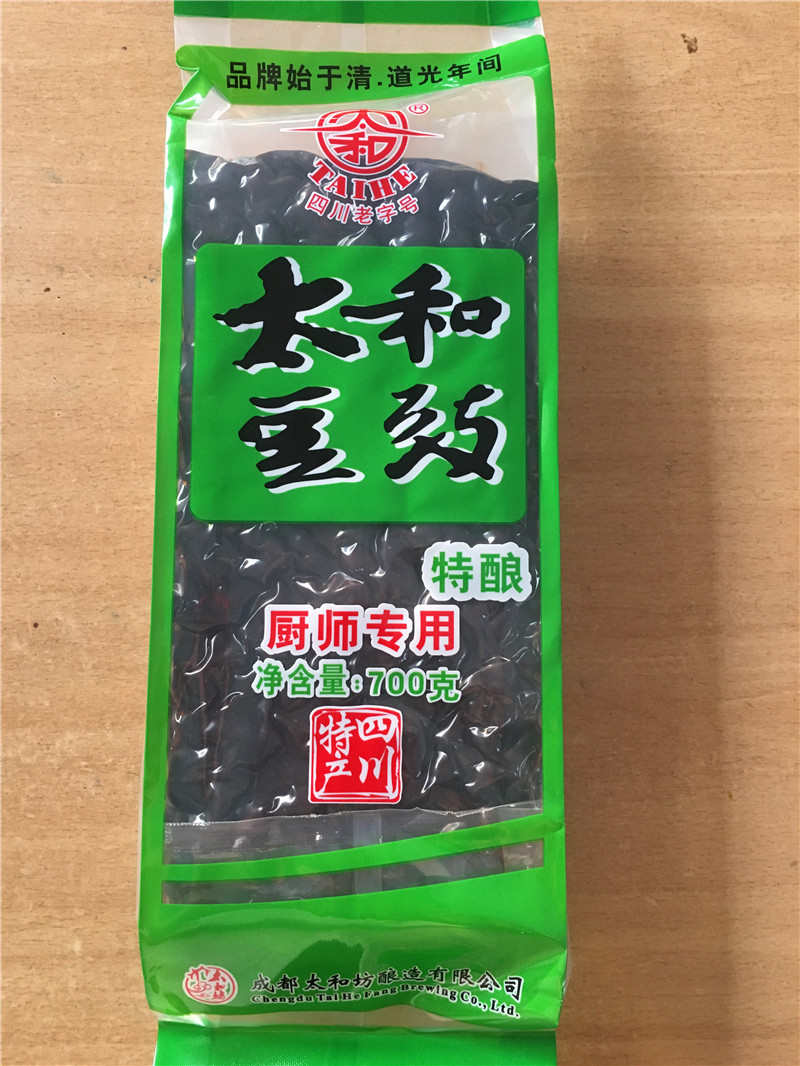 品牌始于清.道光年间
太和®
TAIHE
四川老字号
太和
豆豉
特酿
厨师专用
净含量:700克
四川
特产
成都太和坊酿造有限公司
Chengdu Tai He Fang Brewing Co., Ltd.